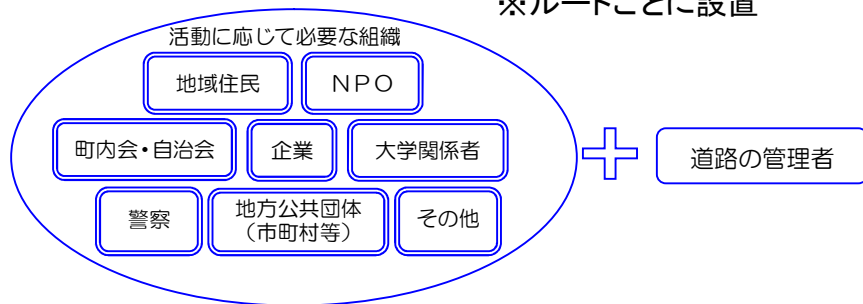 ※ルートごとに設置
活動に応じて必要な組織
地域住民
ＮＰＯ
町内会・自治会
企業
大学関係者
警察
地方公共団体
（市町村等）
その他
道路の管理者